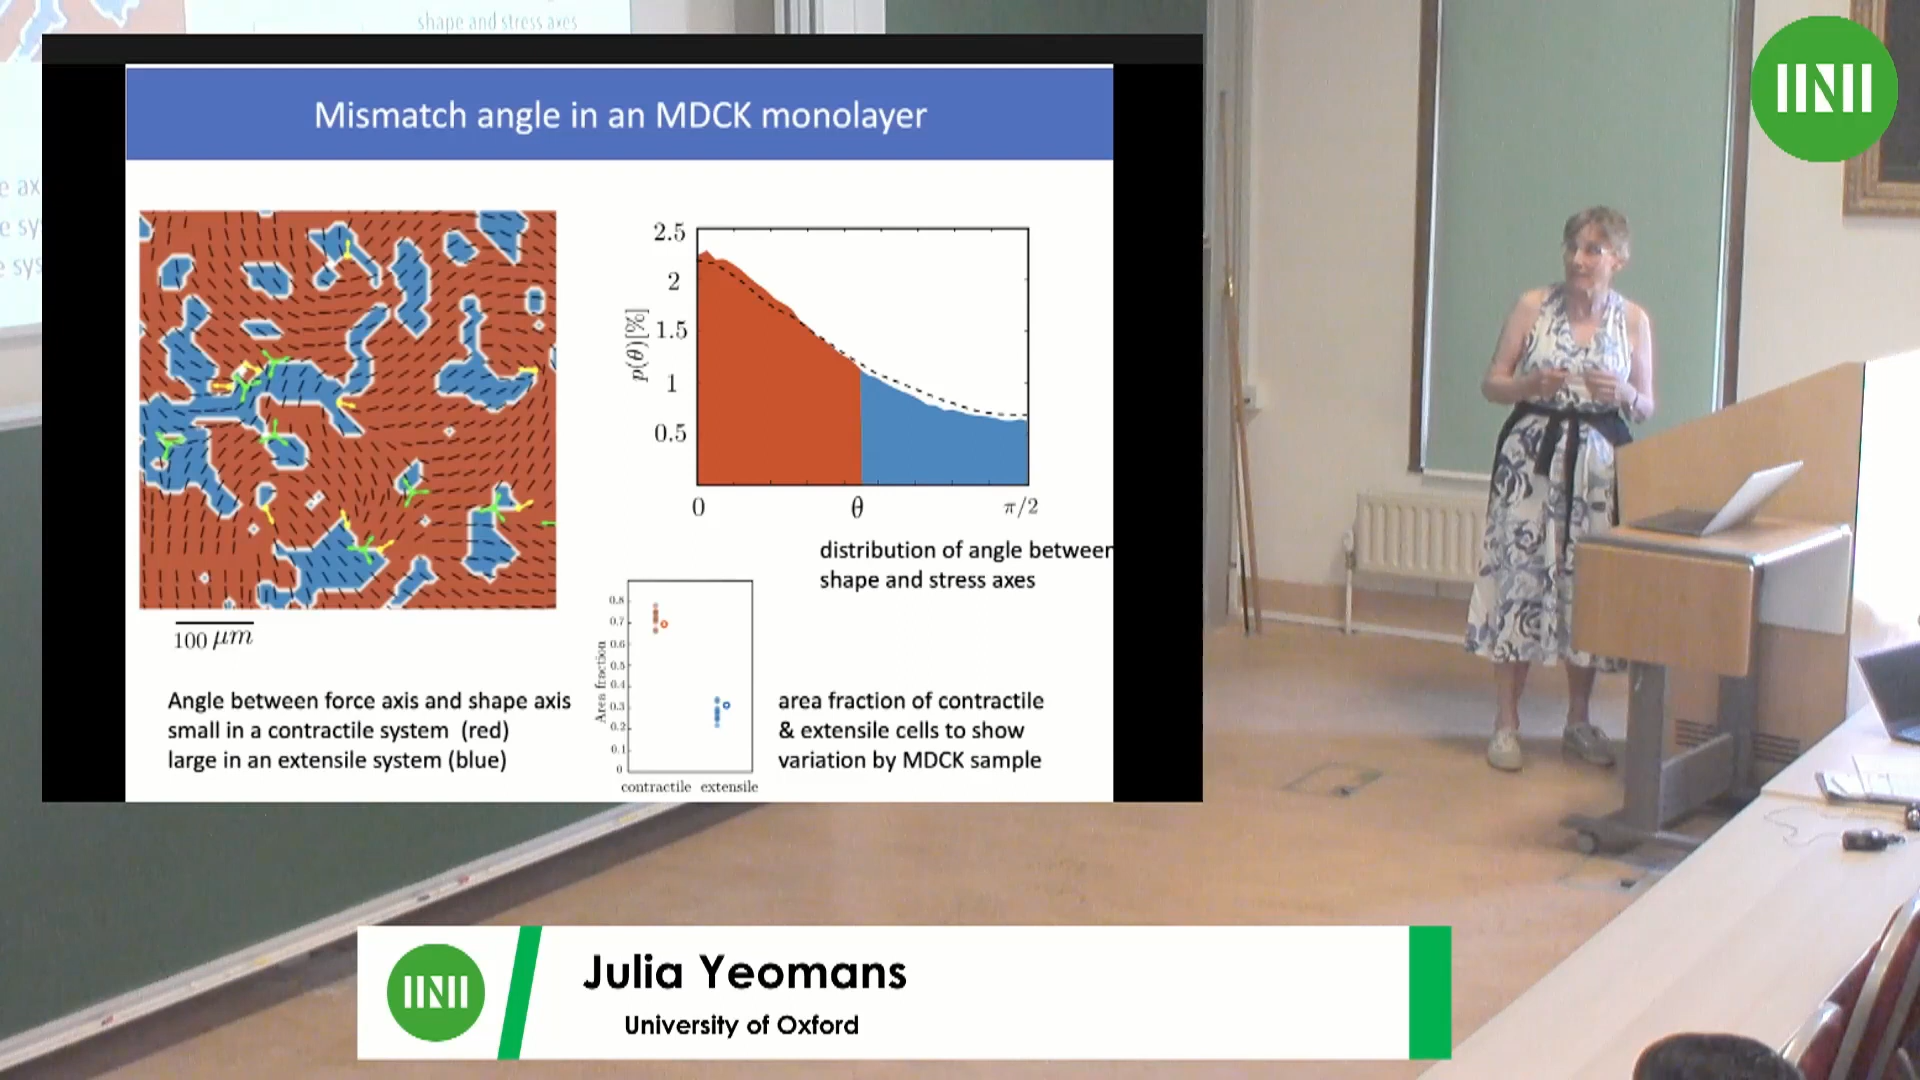 shape and stress axes
e ax
e sy
e sys
Mismatch angle in an MDCK monolayer
2.5
2
1.5
1
0.5
p(θ)[%]
0
θ
π/2
distribution of angle between
shape and stress axes
100 μm
Angle between force axis and shape axis
small in a contractile system (red)
large in an extensile system (blue)
0.8
0.7
0.6
0.5
0.4
0.3
0.2
0.1
0
Area fraction
contractile extensile
area fraction of contractile
& extensile cells to show
variation by MDCK sample
Julia Yeomans
University of Oxford